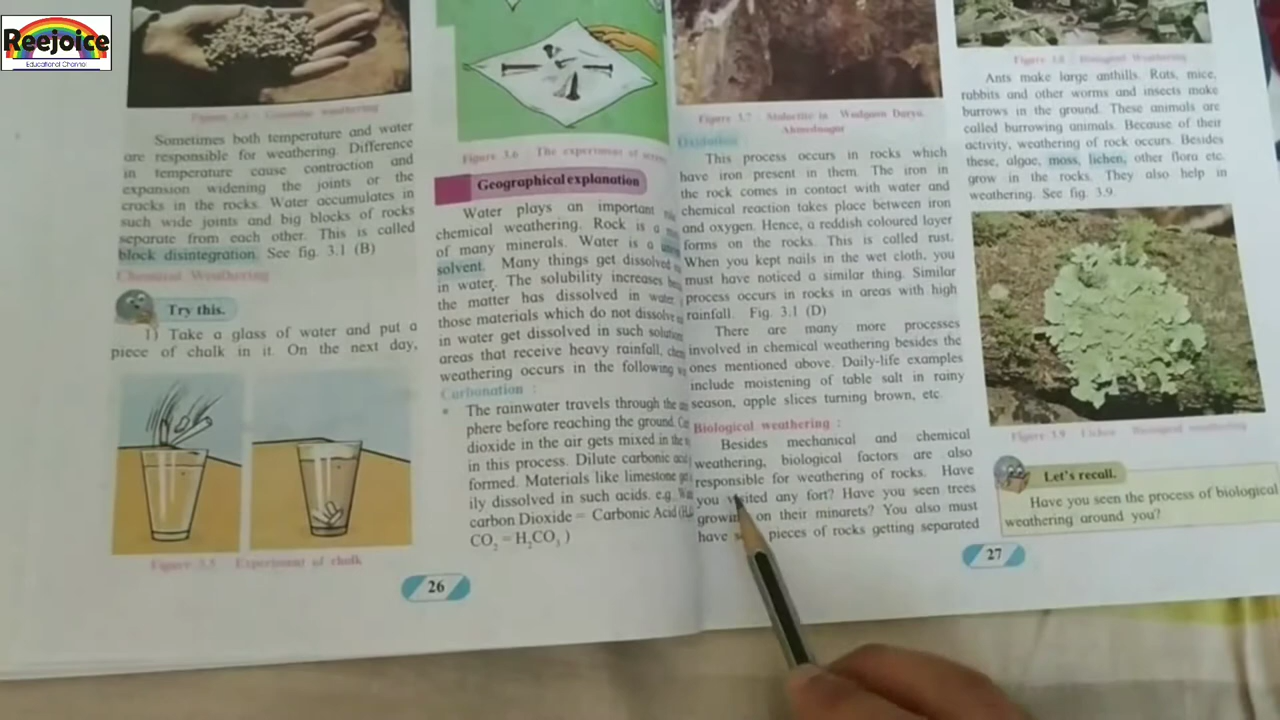 Reejoice
Educational Channel
Sometimes both temperature and water
are responsible for weathering. Difference
in temperature cause contraction and
expansion widening the joints or the
cracks in the rocks. Water accumulates in
such wide joints and big blocks of rocks
separate from each other. This is called
block disintegration. See fig. 3.1 (B)
Chemical Weathering
Try this.
1) Take a glass of water and put a
piece of chalk in it. On the next day,
Figure 3.5 Experiment of chalk
26
Figure 3.6 : The experiment of
Geographical explanation
Water plays an important
chemical weathering. Rock is a
of many minerals. Water is a
solvent. Many things get dissolved
in water. The solubility increases
the matter has dissolved in water
those materials which do not dissolve
in water get dissolved in such
areas that receive heavy rainfall,
weathering occurs in the following
Carbonation :
The rainwater travels through the
phere before reaching the ground.
dioxide in the air gets mixed in the
in this process. Dilute carbonic
formed. Materials like limestone
ily dissolved in such acids. e.g.
carbon Dioxide = Carbonic Acid
CO₂ = H₂CO₃ )
Figure 3.7 : Stalactite in Wadgaon Darya,
Ahmednagar
Oxidation :
This process occurs in rocks which
have iron present in them. The iron in
the rock comes in contact with water and
chemical reaction takes place between iron
and oxygen. Hence, a reddish coloured layer
forms on the rocks. This is called rust.
When you kept nails in the wet cloth, you
must have noticed a similar thing. Similar
process occurs in rocks in areas with high
rainfall. Fig. 3.1 (D)
There are many more processes
involved in chemical weathering besides the
ones mentioned above. Daily-life examples
include moistening of table salt in rainy
season, apple slices turning brown, etc.
Biological weathering :
Besides mechanical and chemical
weathering, biological factors are also
responsible for weathering of rocks. Have
you visited any fort? Have you seen trees
on their minarets? You also must
have pieces of rocks getting separated
27
Figure 3.8 : Biological Weathering
Ants make large anthills. Rats, mice,
rabbits and other worms and insects make
burrows in the ground. These animals are
called burrowing animals. Because of their
activity, weathering of rock occurs. Besides
these, algae, moss, lichen, other flora etc.
grow in the rocks. They also help in
weathering. See fig. 3.9.
Figure 3.9 Lichen - Biological weathering
Let's recall.
Have you seen the process of biological
weathering around you?